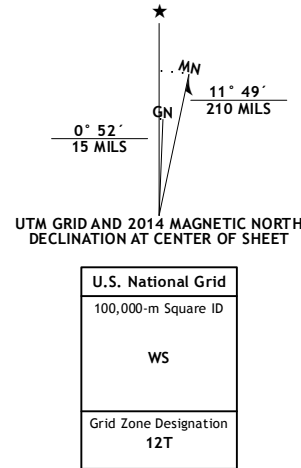 ★
MN
GN
11° 49´
210 MILS
0° 52´
15 MILS
UTM GRID AND 2014 MAGNETIC NORTH
DECLINATION AT CENTER OF SHEET
U.S. National Grid
100,000-m Square ID
WS
Grid Zone Designation
12T